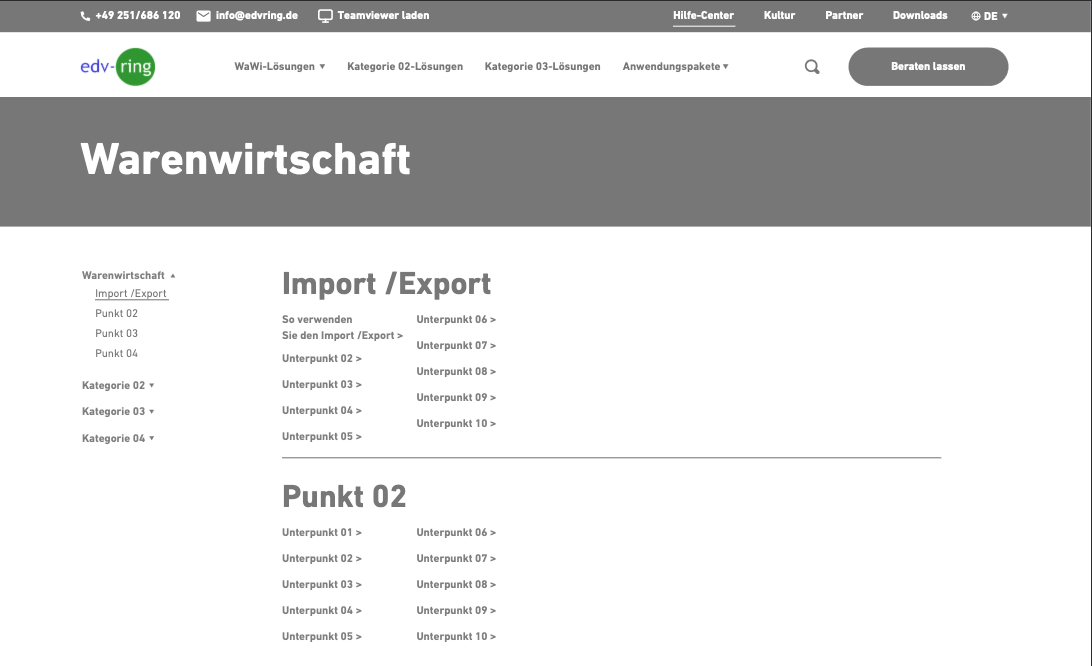 +49 251/686 120 info@edvring.de Teamviewer laden Hilfe-Center Kultur Partner Downloads DE ▼
edv-ring WaWi-Lösungen ▼ Kategorie 02-Lösungen Kategorie 03-Lösungen Anwendungspakete ▼ Beraten lassen
Warenwirtschaft
Warenwirtschaft ▲
Import /Export
Punkt 02
Punkt 03
Punkt 04
Kategorie 02 ▼
Kategorie 03 ▼
Kategorie 04 ▼
Import /Export
So verwenden
Sie den Import /Export >
Unterpunkt 02 >
Unterpunkt 03 >
Unterpunkt 04 >
Unterpunkt 05 >
Unterpunkt 06 >
Unterpunkt 07 >
Unterpunkt 08 >
Unterpunkt 09 >
Unterpunkt 10 >
Punkt 02
Unterpunkt 01 >
Unterpunkt 02 >
Unterpunkt 03 >
Unterpunkt 04 >
Unterpunkt 05 >
Unterpunkt 06 >
Unterpunkt 07 >
Unterpunkt 08 >
Unterpunkt 09 >
Unterpunkt 10 >